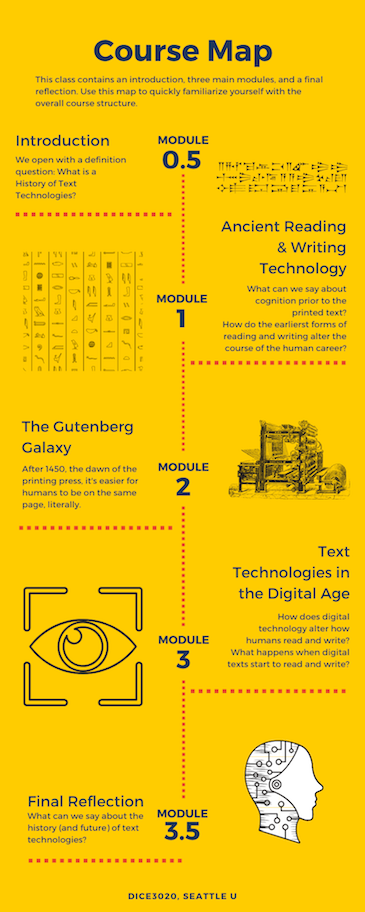 Course Map
This class contains an introduction, three main modules, and a final
reflection. Use this map to quickly familiarize yourself with the
overall course structure.
Introduction
We open with a definition
question: What is a
History of Text
Technologies?
MODULE
0.5
Ancient Reading
& Writing
Technology
What can we say about
cognition prior to the
printed text?
How do the earlierst forms of
reading and writing alter the
course of the human career?
MODULE
1
The Gutenberg
Galaxy
After 1450, the dawn of the
printing press, it's easier for
humans to be on the same
page, literally.
MODULE
2
Text
Technologies in
the Digital Age
How does digital
technology alter how
humans read and write?
What happens when digital
texts start to read and write?
MODULE
3
Final Reflection
What can we say about the
history (and future) of text
technologies?
MODULE
3.5
DICE3020, SEATTLE U